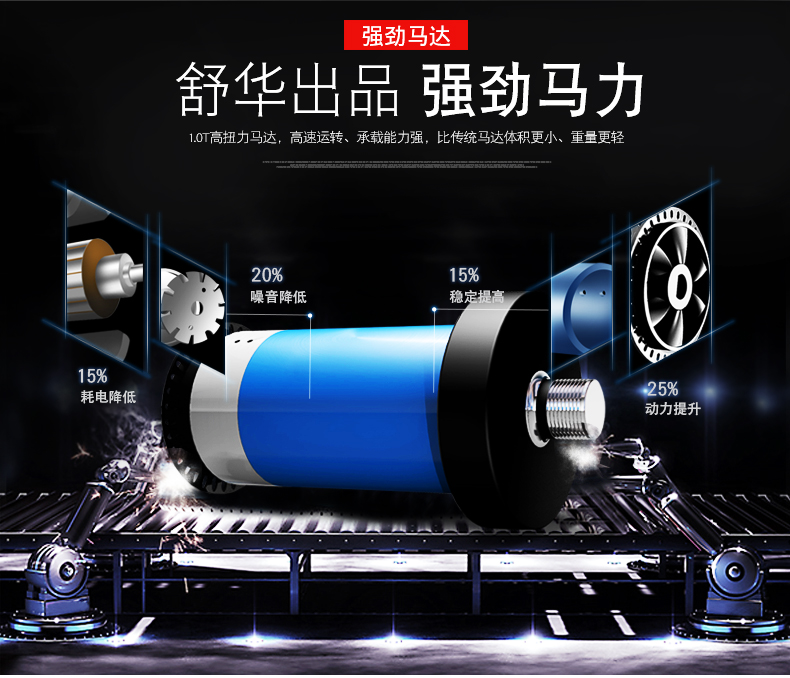 强劲马达
舒华出品 强劲马力
1.0T高扭力马达，高速运转、承载能力强，比传统马达体积更小、重量更轻
20%
噪音降低
15%
稳定提高
15%
耗电降低
25%
动力提升